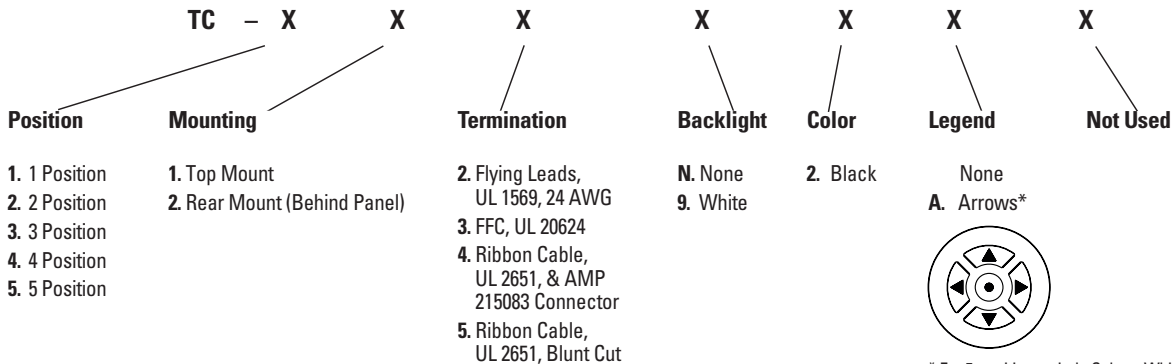 TC – X X X X X X X
Position Mounting Termination Backlight Color Legend Not Used
1. 1 Position
2. 2 Position
3. 3 Position
4. 4 Position
5. 5 Position
1. Top Mount
2. Rear Mount (Behind Panel)
2. Flying Leads,
UL 1569, 24 AWG
3. FFC, UL 20624
4. Ribbon Cable,
UL 2651, & AMP
215083 Connector
5. Ribbon Cable,
UL 2651, Blunt Cut
N. None
9. White
2. Black
None
A. Arrows*